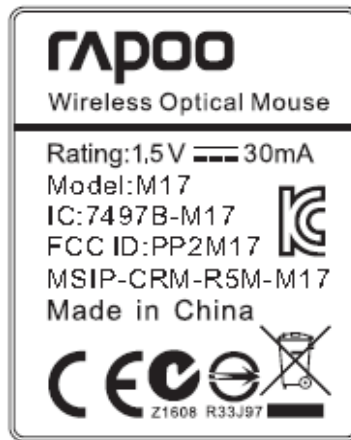 rapoo
Wireless Optical Mouse
Rating:1.5V 30mA
Model:M17
IC:7497B-M17
FCC ID:PP2M17
MSIP-CRM-R5M-M17
Made in China
CE
Z1608 R33J97